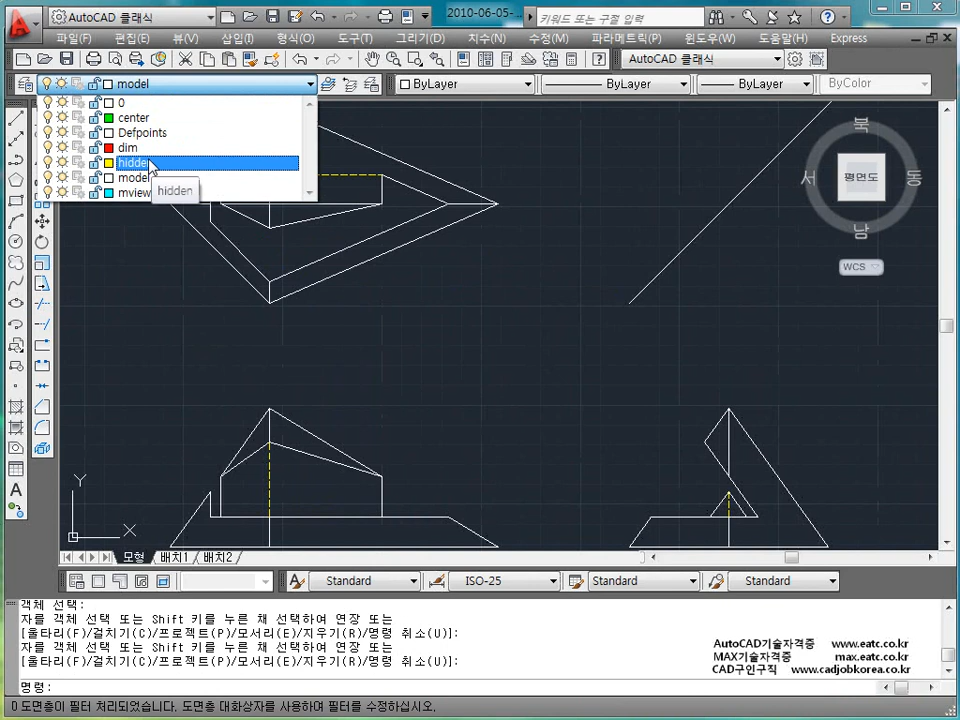 AutoCAD 클래식
2010-06-05-...
키워드 또는 구절 입력
파일(F) 편집(E) 뷰(V) 삽입(I) 형식(O) 도구(T) 그리기(D) 치수(N) 수정(M) 파라메트릭(P) 윈도우(W) 도움말(H) Express
AutoCAD 클래식
model
ByLayer
ByLayer
ByLayer
ByColor
0
center
Defpoints
dim
hidden
model
mview
hidden
북
서
평면도
동
남
WCS
Y
X
모형 배치1 배치2
Standard
ISO-25
Standard
Standard
객체 선택:
자를 객체 선택 또는 Shift 키를 누른 채 선택하여 연장 또는
[울타리(F)/걸치기(C)/프로젝트(P)/모서리(E)/지우기(R)/명령 취소(U)]:
자를 객체 선택 또는 Shift 키를 누른 채 선택하여 연장 또는
[울타리(F)/걸치기(C)/프로젝트(P)/모서리(E)/지우기(R)/명령 취소(U)]:
AutoCAD기술자격증 www.eatc.co.kr
MAX기술자격증 max.eatc.co.kr
CAD구인구직 www.cadjobkorea.co.kr
명령:
0 도면층이 필터 처리되었습니다. 도면층 대화상자를 사용하여 필터를 수정하십시오.